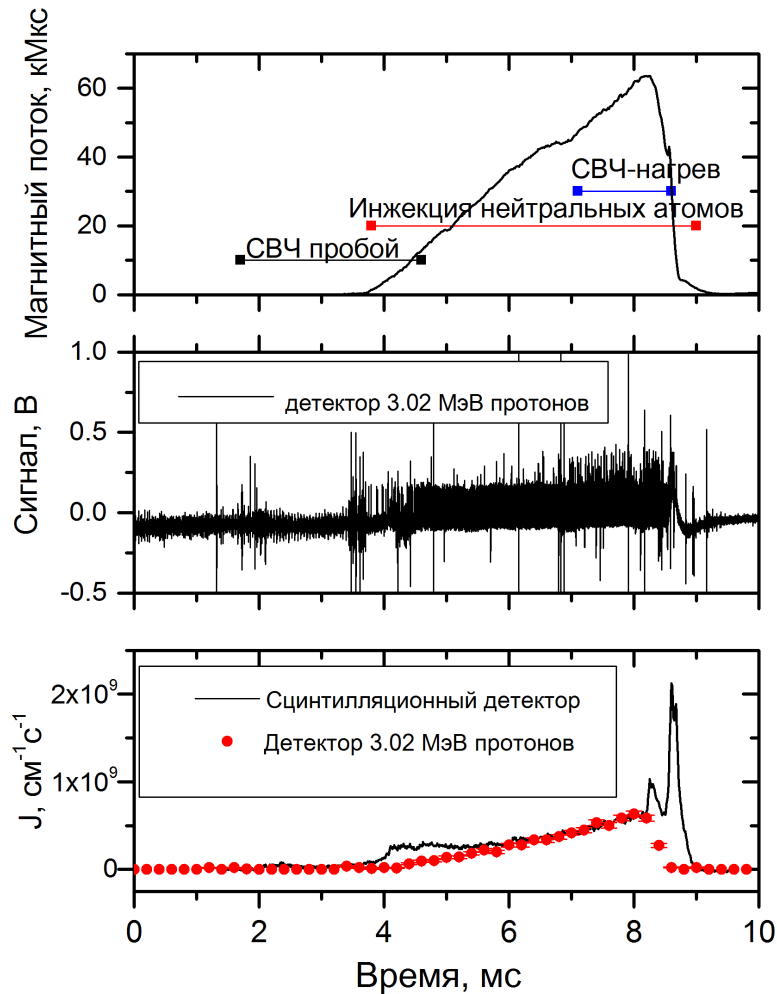 Магнитный поток, кМкс
60
40
20
0
СВЧ-нагрев
Инжекция нейтральных атомов
СВЧ пробой
Сигнал, В
1.0
0.5
0.0
-0.5
детектор 3.02 МэВ протонов
J, см⁻¹с⁻¹
2x10⁹
1x10⁹
0
Сцинтилляционный детектор
Детектор 3.02 МэВ протонов
0 2 4 6 8 10
Время, мс